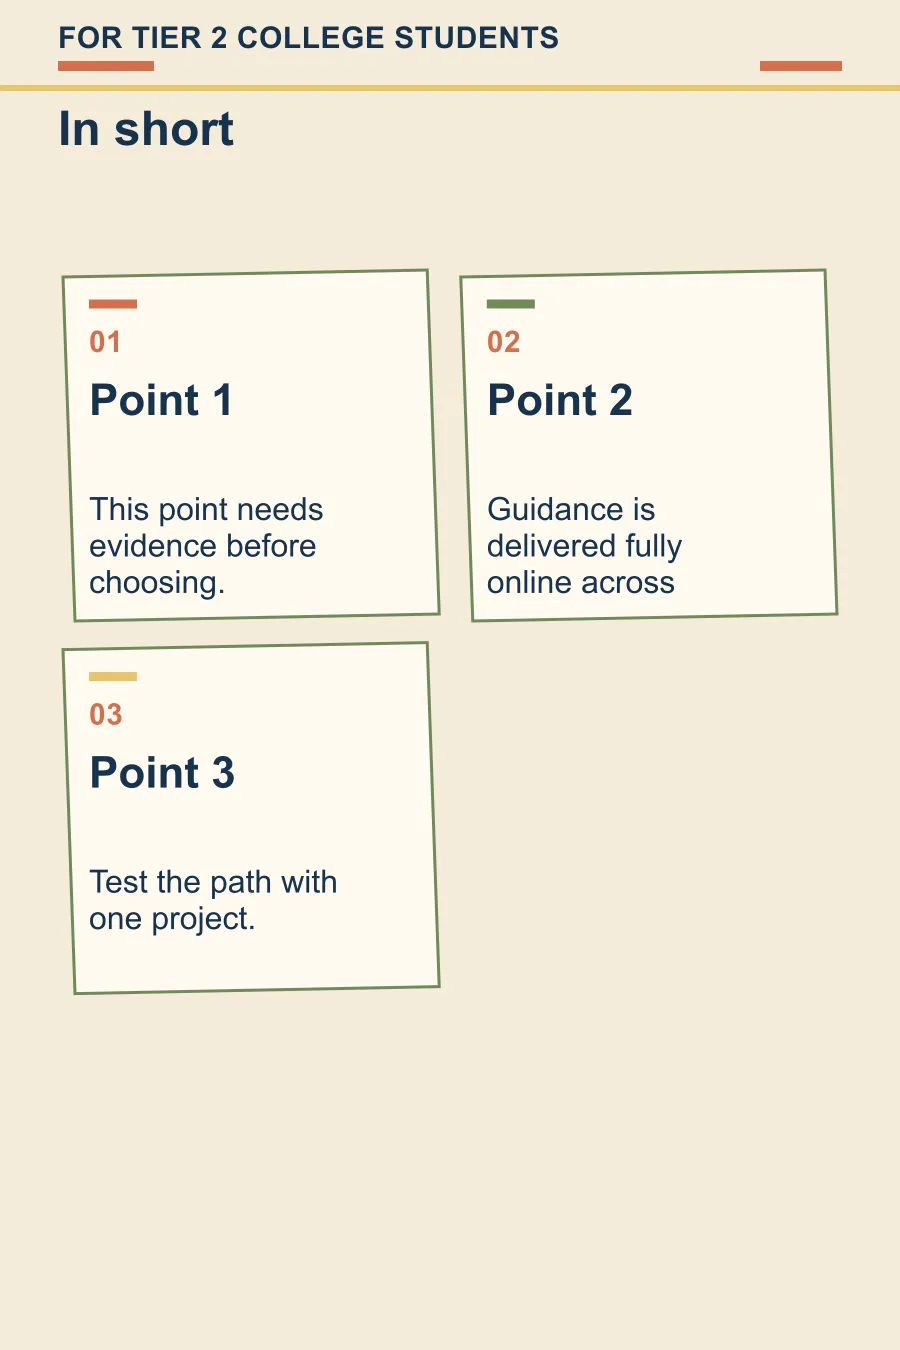 FOR TIER 2 COLLEGE STUDENTS
In short
01
Point 1
This point needs
evidence before
choosing.
02
Point 2
Guidance is
delivered fully
online across
03
Point 3
Test the path with
one project.